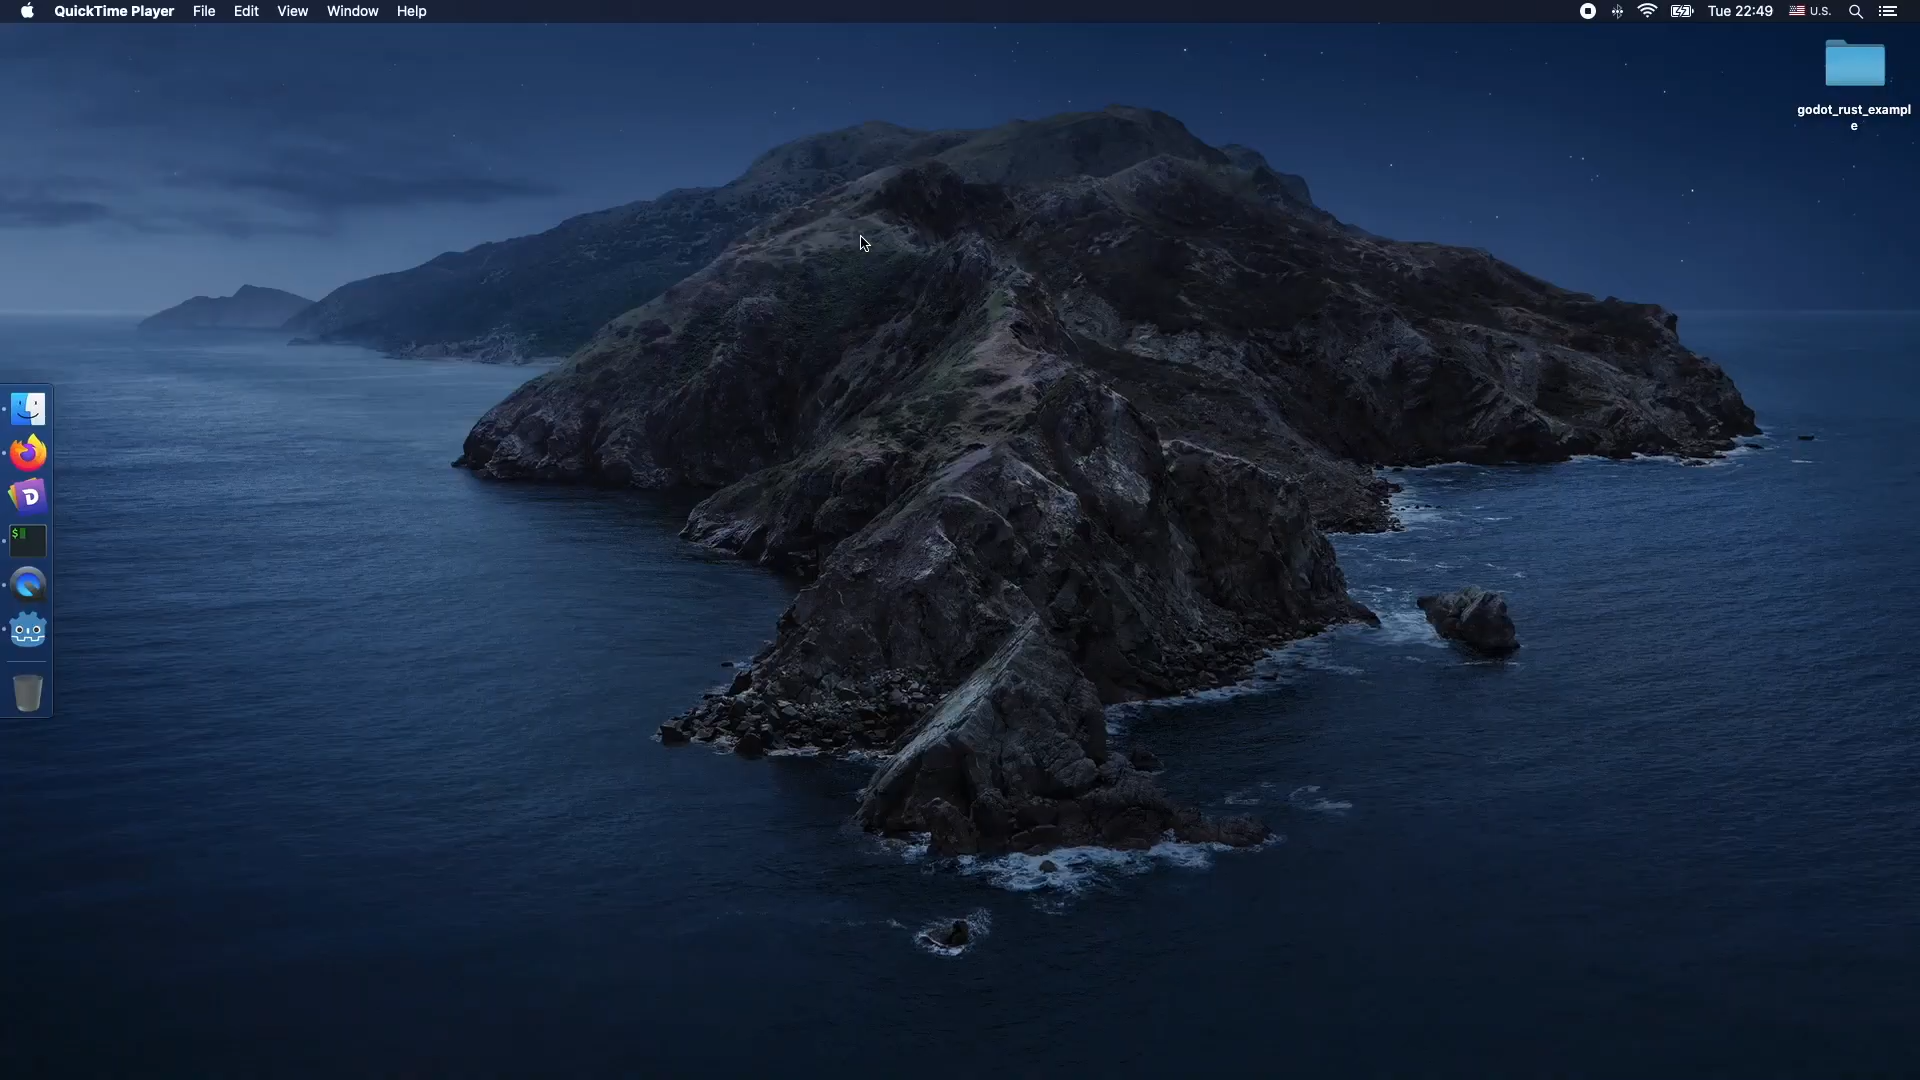 QuickTime Player File Edit View Window Help Tue 22:49 U.S.
godot_rust_exampl
e
D
$